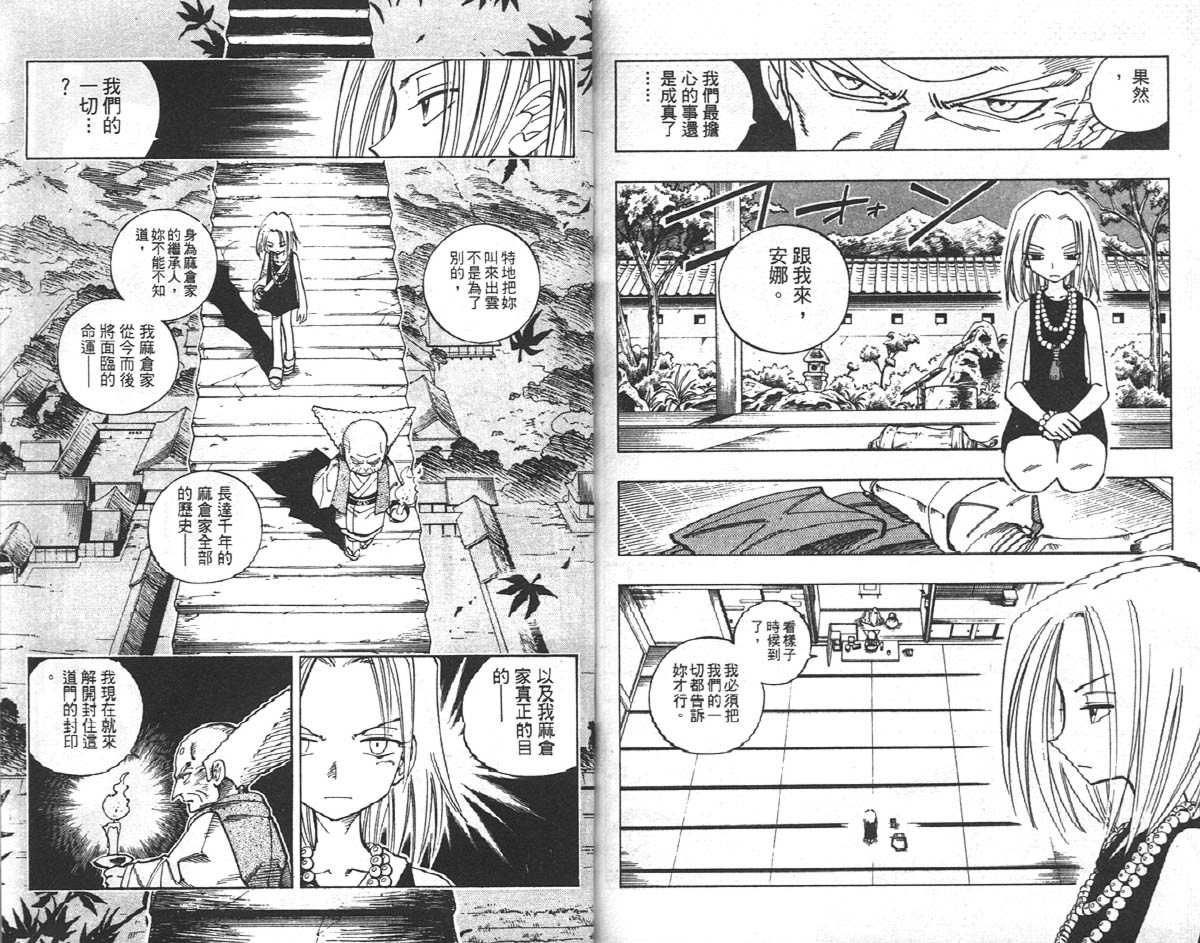 果然
，
我們最擔
心的事還
是成真了
……
オオ
オン
跟我來，
安娜。
看樣子
時候到
了，
我必須把
我們的一
切都告訴
妳才行。
我們的
一切…
？
特地把妳
叫來出雲
不是為了
別的，
身為麻倉家
的繼承人，
妳不能不知
道，
我麻倉家
從今而後
將面臨的
命運——
長達千年的
麻倉家全部
的歷史——
以及我麻倉
家真正的目
的——
我現在就來
解開封住這
道門的封印
。